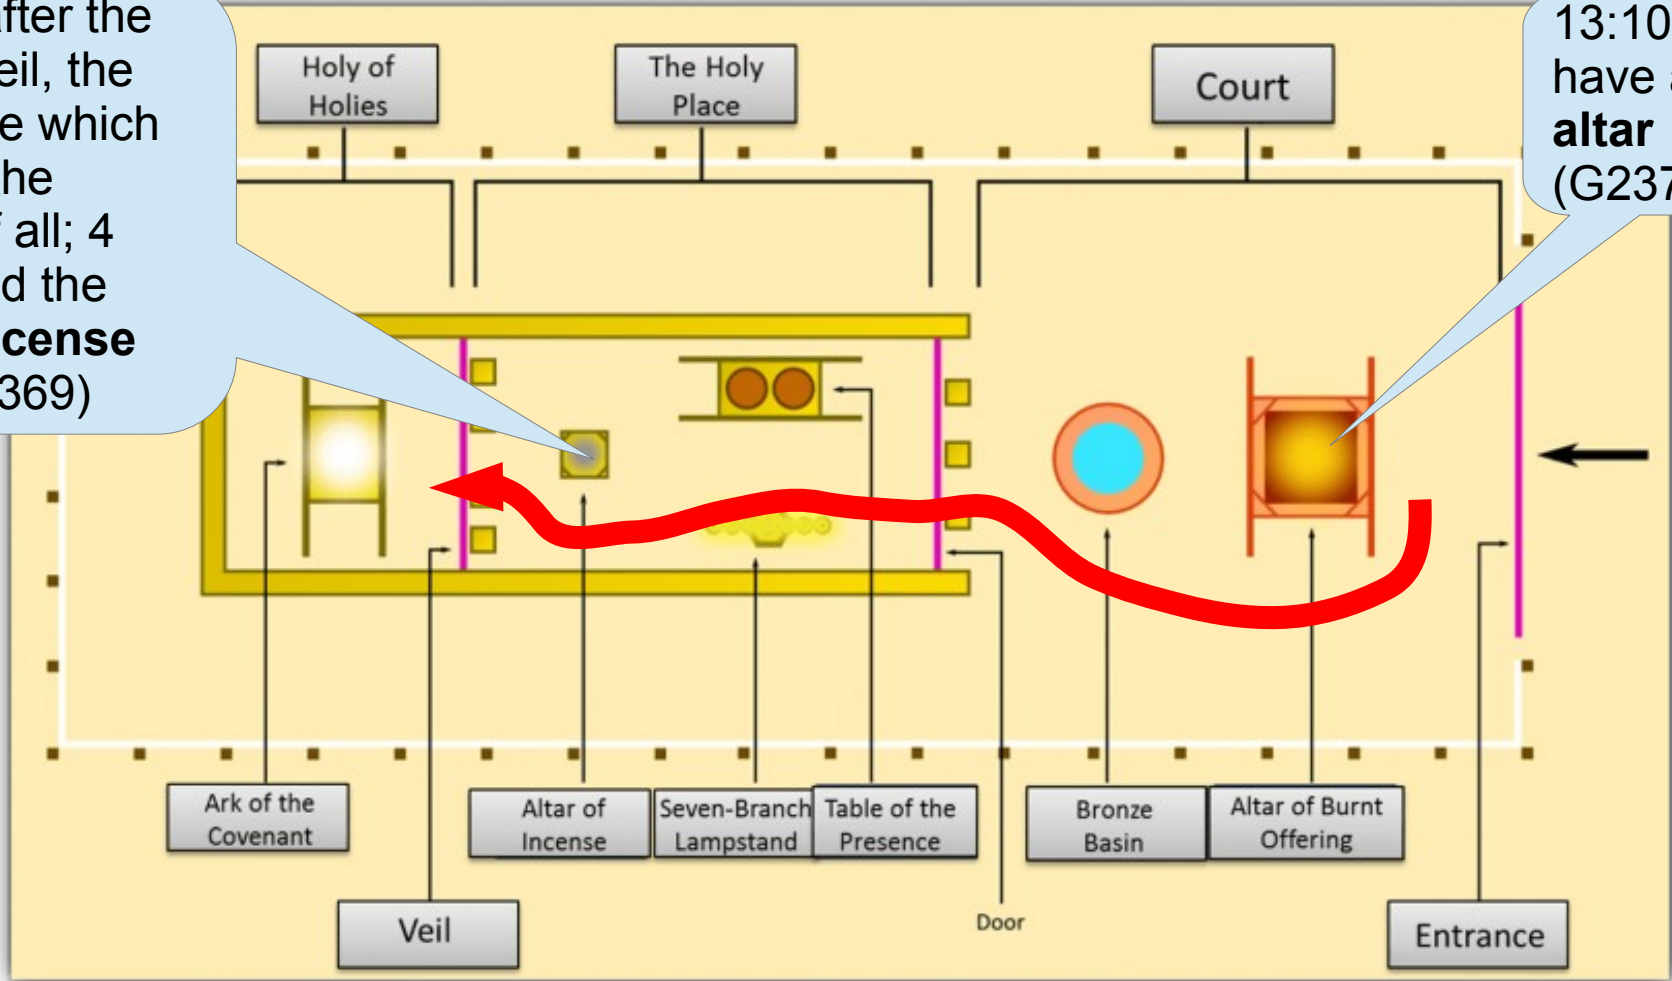 after the
eil, the
e which
he
all; 4
d the
cense
369)
Holy of
Holies
The Holy
Place
Court
13:10
have a
altar
(G237
Ark of the
Covenant
Altar of
Incense
Seven-Branch
Lampstand
Table of the
Presence
Bronze
Basin
Altar of Burnt
Offering
Veil
Door
Entrance